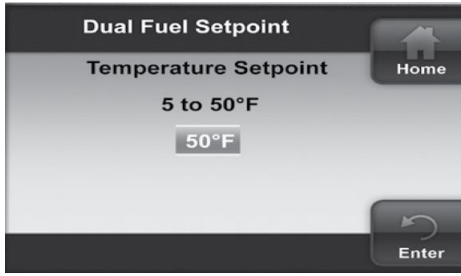 Dual Fuel Setpoint
Home
Temperature Setpoint
5 to 50°F
50°F
Enter